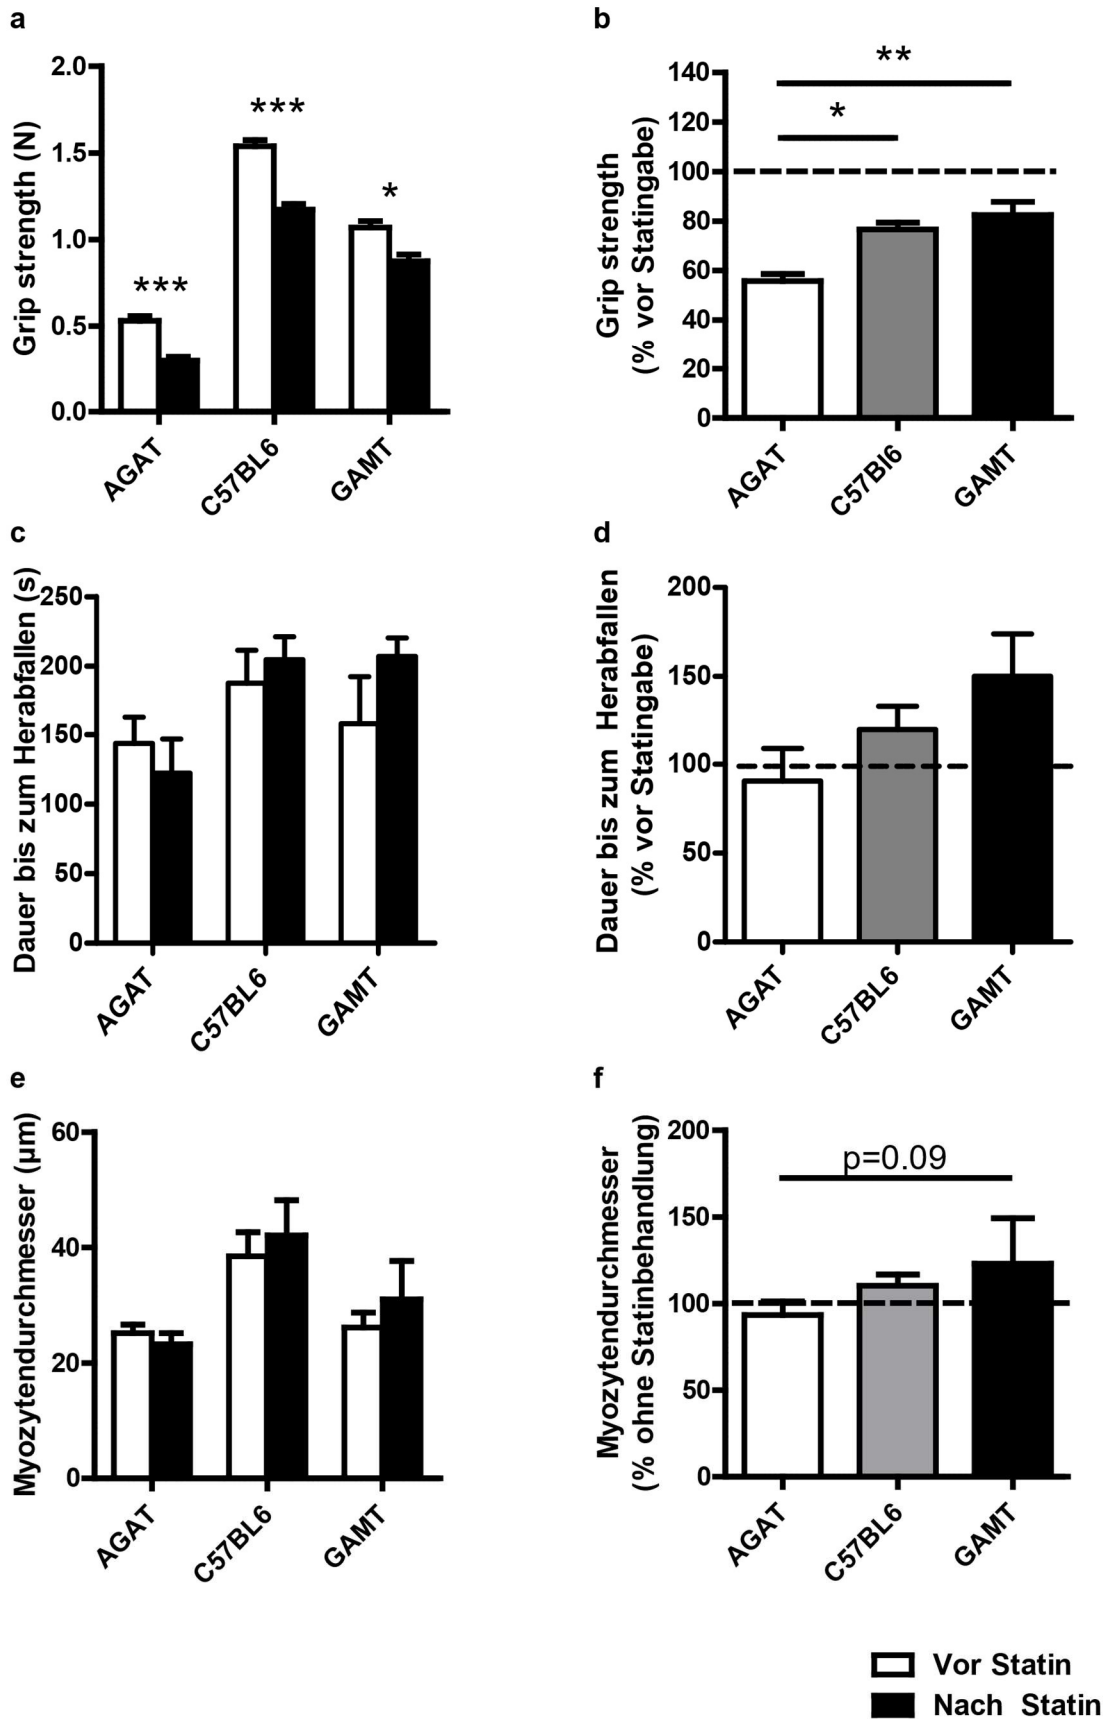 a
Grip strength (N)
2.0
1.5
1.0
0.5
0.0
***
***
*
AGAT
C57BL6
GAMT
b
Grip strength
(% vor Statingabe)
140
120
100
80
60
40
20
0
**
*
AGAT
C57Bl6
GAMT
c
Dauer bis zum Herabfallen (s)
250
200
150
100
50
0
AGAT
C57BL6
GAMT
d
Dauer bis zum Herabfallen
(% vor Statingabe)
200
150
100
50
0
AGAT
C57BL6
GAMT
e
Myozytendurchmesser (µm)
60
40
20
0
AGAT
C57BL6
GAMT
f
Myozytendurchmesser
(% ohne Statinbehandlung)
200
150
100
50
0
p=0.09
AGAT
C57BL6
GAMT
Vor Statin
Nach Statin